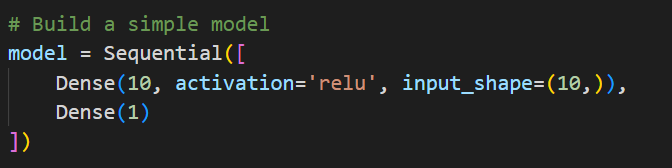 # Build a simple model
model = Sequential([
    Dense(10, activation='relu', input_shape=(10,)),
    Dense(1)
])